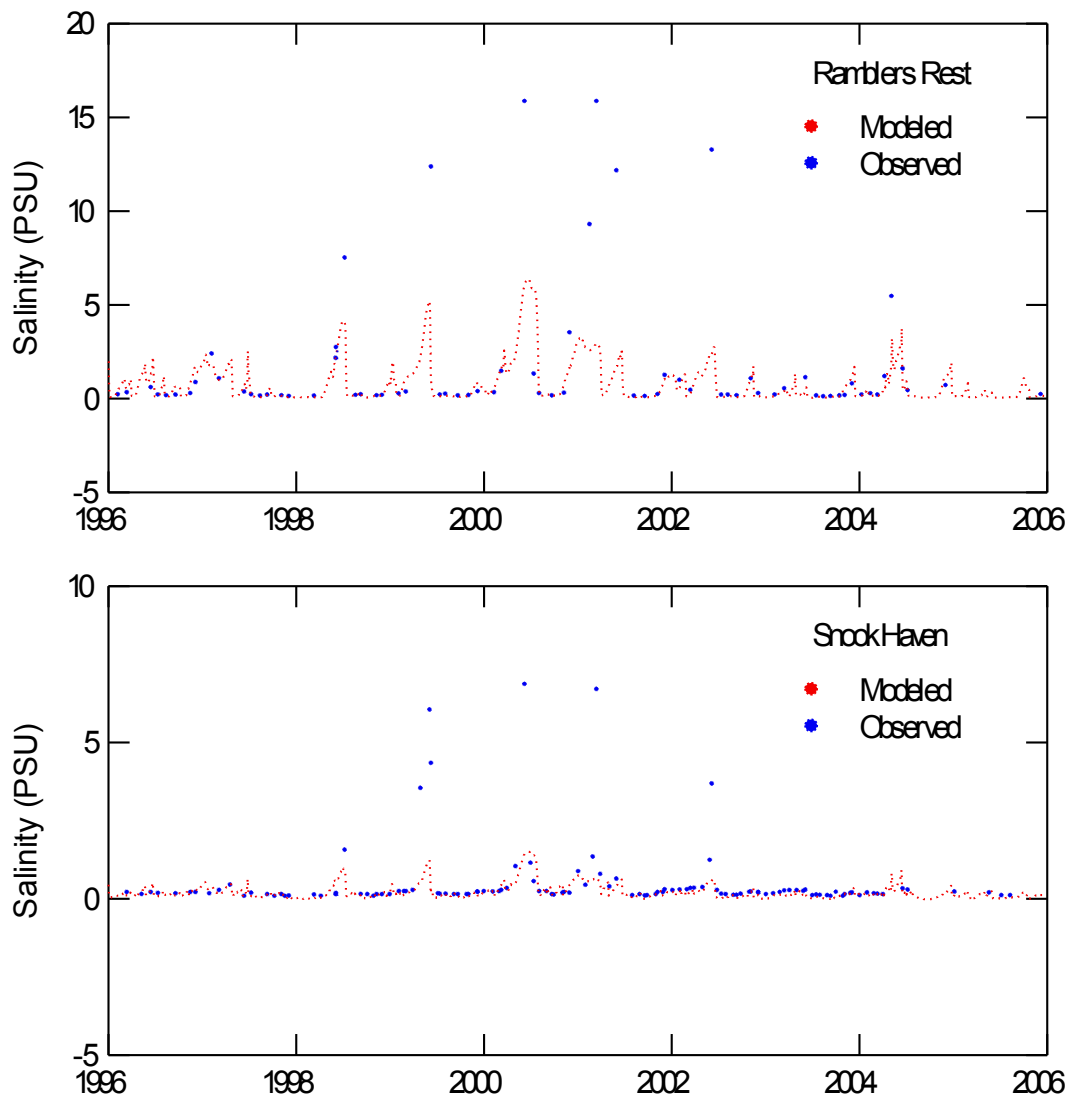 20
15
10
5
0
-5
Salinity (PSU)
Ramblers Rest
Modeled
Observed
1996 1998 2000 2002 2004 2006
10
5
0
-5
Salinity (PSU)
Snook Haven
Modeled
Observed
1996 1998 2000 2002 2004 2006